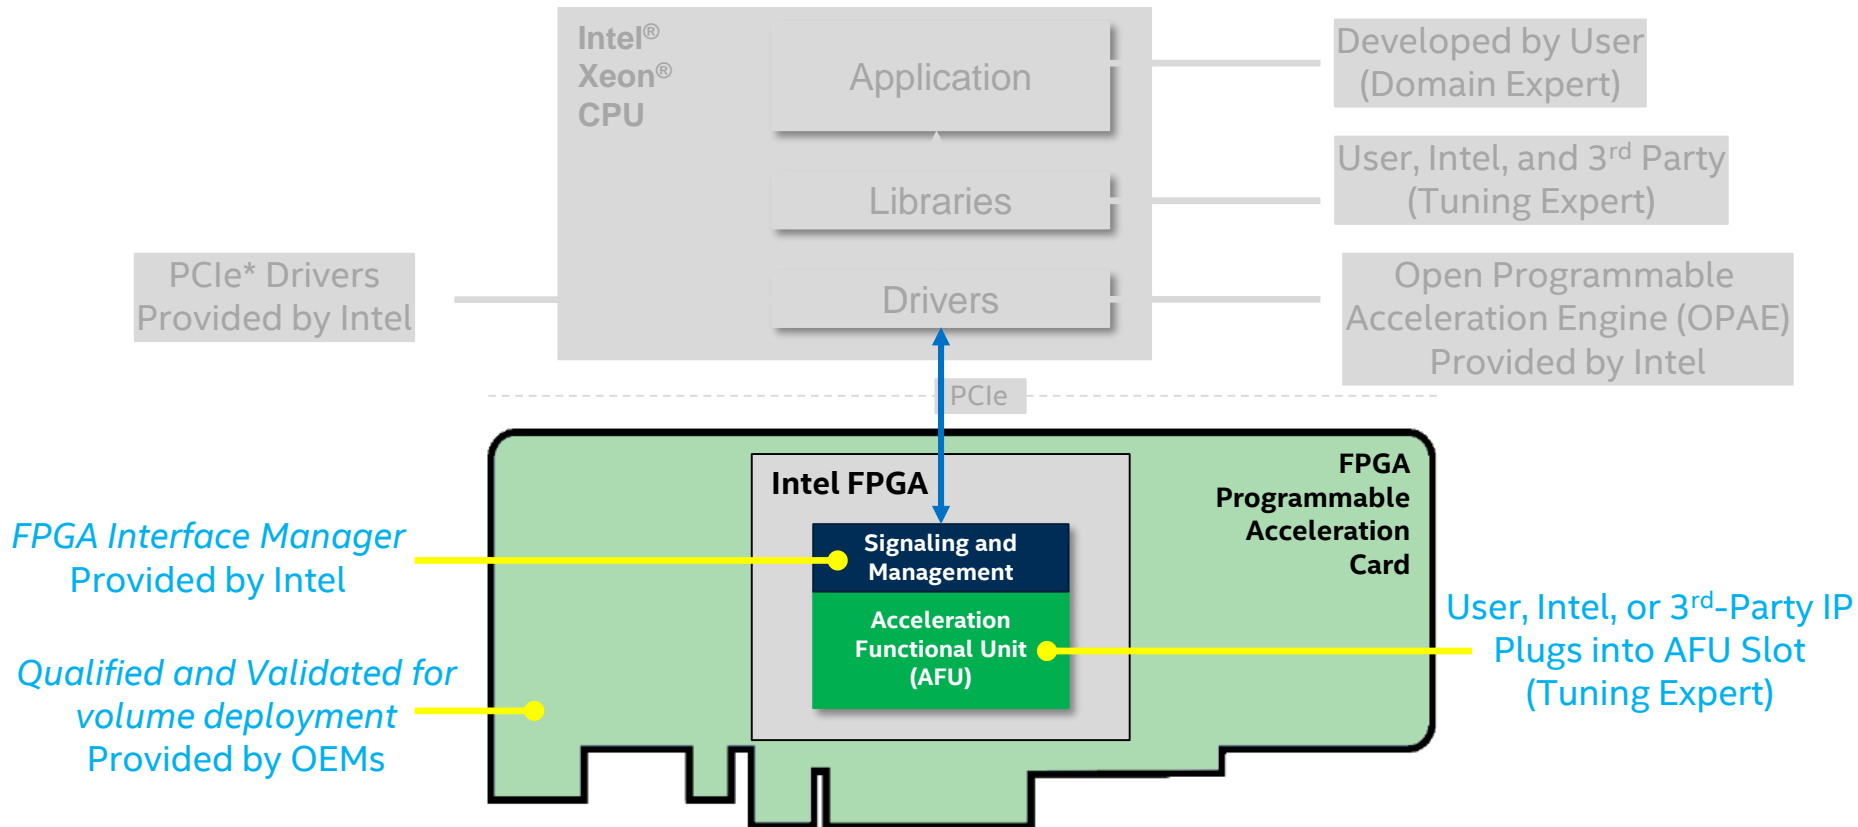 Intel®
Xeon®
CPU
Application
Developed by User
(Domain Expert)
Libraries
User, Intel, and 3rd Party
(Tuning Expert)
PCIe* Drivers
Provided by Intel
Drivers
Open Programmable
Acceleration Engine (OPAE)
Provided by Intel
PCIe
Intel FPGA
FPGA
Programmable
Acceleration
Card
FPGA Interface Manager
Provided by Intel
Signaling and
Management
Acceleration
Functional Unit
(AFU)
User, Intel, or 3rd-Party IP
Plugs into AFU Slot
(Tuning Expert)
Qualified and Validated for
volume deployment
Provided by OEMs